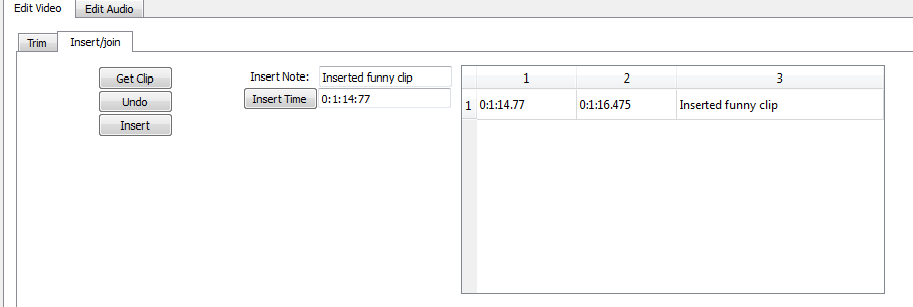 Edit Video Edit Audio
Trim Insert/join
Get Clip
Undo
Insert
Insert Note: Inserted funny clip
Insert Time 0:1:14:77
1 2 3
1 0:1:14.77 0:1:16.475 Inserted funny clip